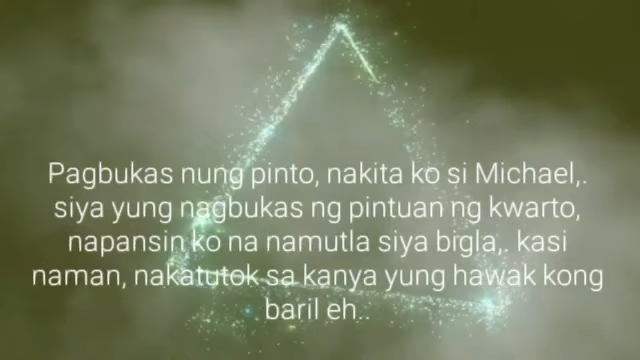 Pagbukas nung pinto, nakita ko si Michael,.
siya yung nagbukas ng pintuan ng kwarto,
napansin ko na namutla siya bigla,. kasi
naman, nakatutok sa kanya yung hawak kong
baril eh..